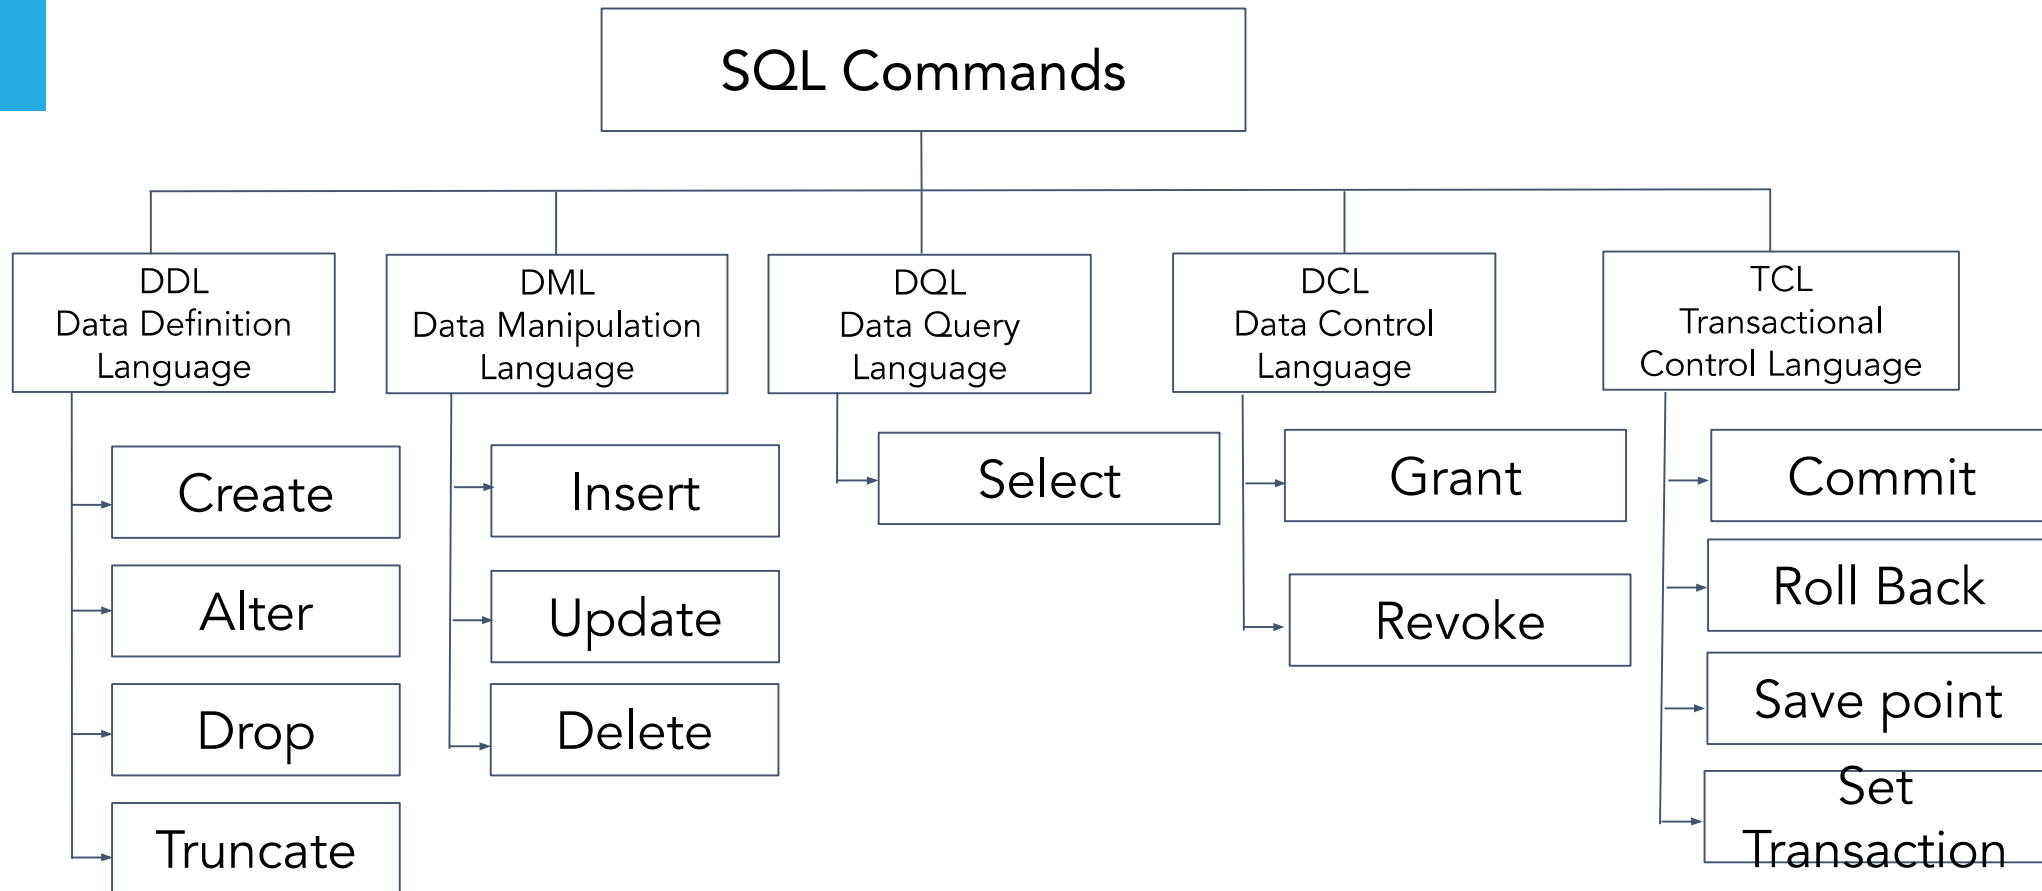 SQL Commands
DDL
Data Definition
Language
DML
Data Manipulation
Language
DQL
Data Query
Language
DCL
Data Control
Language
TCL
Transactional
Control Language
Create
Alter
Drop
Truncate
Insert
Update
Delete
Select
Grant
Revoke
Commit
Roll Back
Save point
Set
Transaction